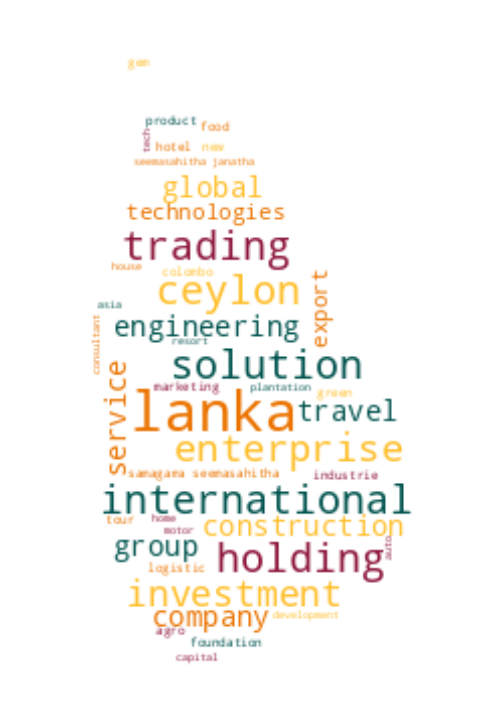 gem
product
food
tech
hotel
new
seemasahitha janatha
global
technologies
trading
house
colombo
ceylon
export
asia
engineering
consultant
resort
solution
service
marketing
plantation
green
lanka
travel
enterprise
samagama seemasahitha
industrie
international
tour
home
construction
motor
group
holding
auto
logistic
investment
company
development
agro
foundation
capital